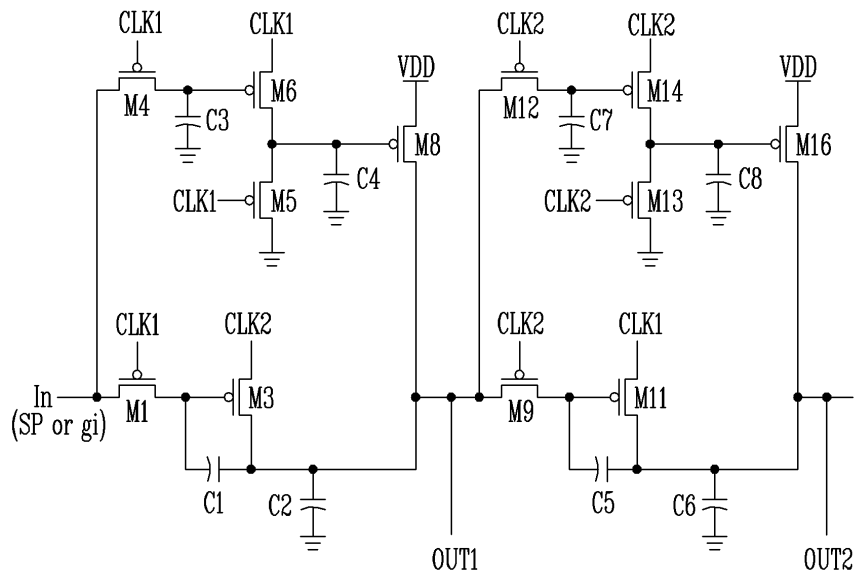 CLK1
CLK1
CLK2
CLK2
VDD
VDD
M4
M6
C3
M12
M14
C7
M8
M16
C4
C8
CLK1
M5
CLK2
M13
CLK1
CLK2
CLK2
CLK1
In
(SP or gi)
M1
M3
M9
M11
C1
C2
C5
C6
OUT1
OUT2